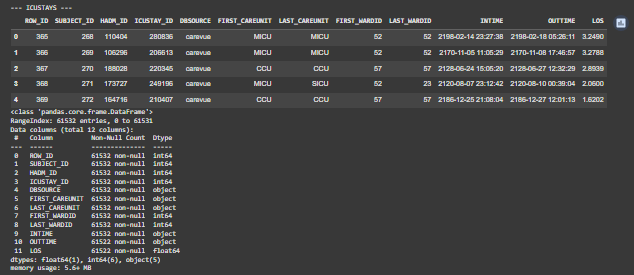 --- ICUSTAYS ---
ROW_ID SUBJECT_ID HADM_ID ICUSTAY_ID DBSOURCE FIRST_CAREUNIT LAST_CAREUNIT FIRST_WARDID LAST_WARDID INTIME OUTTIME LOS
0 365 268 110404 280836 carevue MICU MICU 52 52 2198-02-14 23:27:38 2198-02-18 05:26:11 3.2490
1 366 269 106296 206613 carevue MICU MICU 52 52 2170-11-05 11:05:29 2170-11-08 17:46:57 3.2788
2 367 270 188028 220345 carevue CCU CCU 57 57 2128-06-24 15:05:20 2128-06-27 12:32:29 2.8939
3 368 271 173727 249196 carevue MICU SICU 52 23 2120-08-07 23:12:42 2120-08-10 00:39:04 2.0600
4 369 272 164716 210407 carevue CCU CCU 57 57 2186-12-25 21:08:04 2186-12-27 12:01:13 1.6202
<class 'pandas.core.frame.DataFrame'>
RangeIndex: 61532 entries, 0 to 61531
Data columns (total 12 columns):
# Column Non-Null Count Dtype
--- ------ -------------- -----
0 ROW_ID 61532 non-null int64
1 SUBJECT_ID 61532 non-null int64
2 HADM_ID 61532 non-null int64
3 ICUSTAY_ID 61532 non-null int64
4 DBSOURCE 61532 non-null object
5 FIRST_CAREUNIT 61532 non-null object
6 LAST_CAREUNIT 61532 non-null object
7 FIRST_WARDID 61532 non-null int64
8 LAST_WARDID 61532 non-null int64
9 INTIME 61532 non-null object
10 OUTTIME 61522 non-null object
11 LOS 61522 non-null float64
dtypes: float64(1), int64(6), object(5)
memory usage: 5.6+ MB